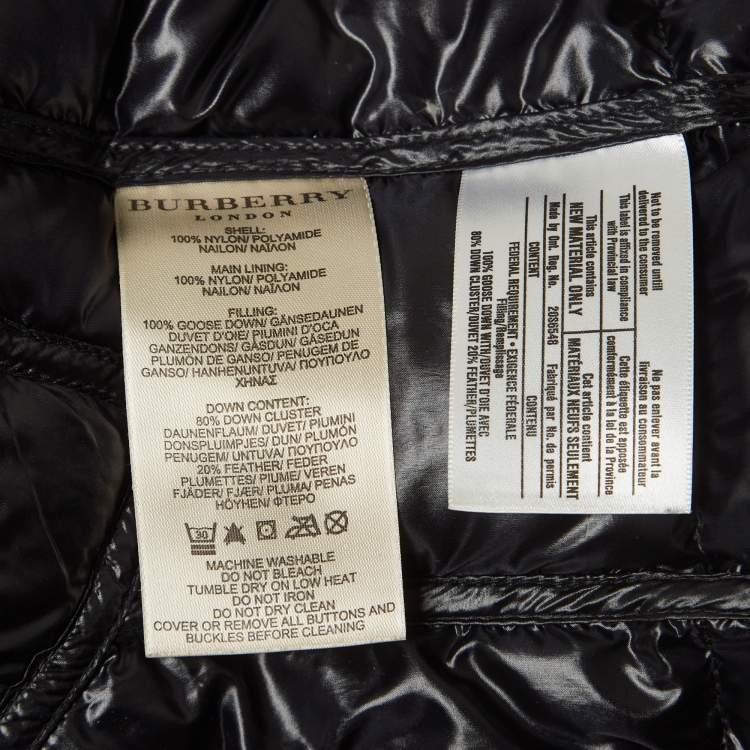 BURBERRY
LONDON
SHELL:
100% NYLON/ POLYAMIDE
NAILON/ ΝΑΪΛΟΝ
MAIN LINING:
100% NYLON/ POLYAMIDE
NAILON/ ΝΑΪΛΟΝ
FILLING:
100% GOOSE DOWN/ GÄNSEDAUNEN
DUVET D'OIE/ PIUMINI D'OCA
GANZENDONS/ GÅSDUN/ GÅSEDUN
PLUMÓN DE GANSO/ PENUGEM DE
GANSO/ HANHENUNTUVA/ ΠΟΥΠΟΥΛΟ
ΧΗΝΑΣ
DOWN CONTENT:
80% DOWN CLUSTER
DAUNENFLAUM/ DUVET/ PIUMINI
DONSPLUIMPJES/ DUN/ PLUMÓN
PENUGEM/ UNTUVA/ ΠΟΥΠΟΥΛΟ
20% FEATHER/ FEDER
PLUMETTES/ PIUME/ VEREN
FJÄDER/ FJÆR/ PLUMA/ PENAS
HÖYHEN/ ΦΤΕΡΟ
30
MACHINE WASHABLE
DO NOT BLEACH
TUMBLE DRY ON LOW HEAT
DO NOT IRON
DO NOT DRY CLEAN
COVER OR REMOVE ALL BUTTONS AND
BUCKLES BEFORE CLEANING
Not to be removed untill
delivered to the consumer
Ne pas enlever avant la
livraison au consommateur
This label is affixed in compliance
with Provincial law
Cette étiquette est apposée
conformément à la loi de la Province
This article contains
NEW MATERIAL ONLY
Cet article contient
MATÉRIAUX NEUFS SEULEMENT
Made by Ont. Reg. No. 20S6548 Fabriqué par No. de permis
CONTENT CONTENU
FEDERAL REQUIREMENT • EXIGENCE FÉDÉRALE
Filling/Rembourrage
100% GOOSE DOWN WITH/DUVET D'OIE AVEC
80% DOWN CLUSTER/DUVET 20% FEATHER/PLUMETTES